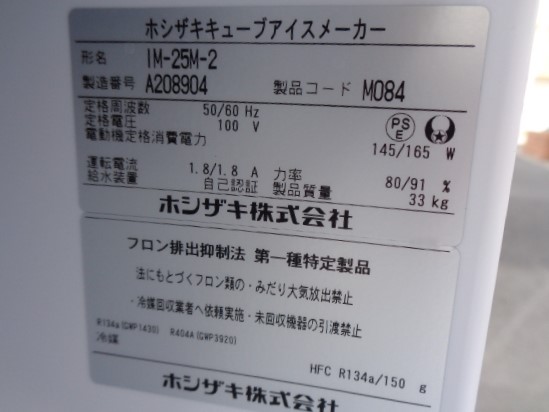 ホシザキキューブアイスメーカー
形名 IM-25M-2
製造番号 A208904 製品コード M084
定格周波数 50/60 Hz
定格電圧 100 V
電動機定格消費電力 145/165 W
PSE
運転電流 1.8/1.8 A 力率 80/91 %
給水装置 自己認証 製品質量 33 kg
ホシザキ株式会社
フロン排出抑制法 第一種特定製品
法にもとづくフロン類の・みだり大気放出禁止
・冷媒回収業者へ依頼実施・未回収機器の引渡禁止
R134a(GWP1430) R404A(GWP3920)
冷媒 HFC R134a/150 g
ホシザキ株式会社